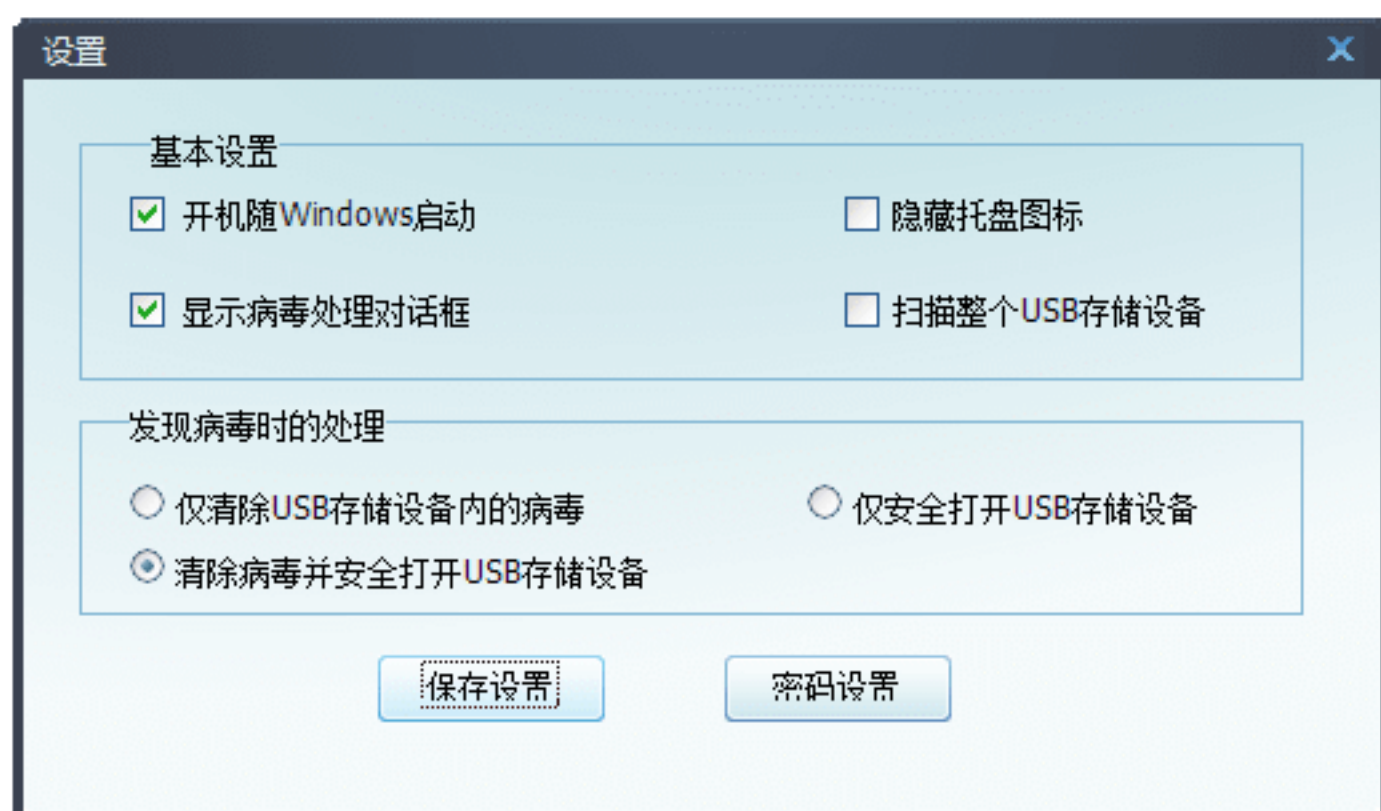 设置
基本设置
开机随Windows启动
隐藏托盘图标
显示病毒处理对话框
扫描整个USB存储设备
发现病毒时的处理
仅清除USB存储设备内的病毒
仅安全打开USB存储设备
清除病毒并安全打开USB存储设备
保存设置
密码设置